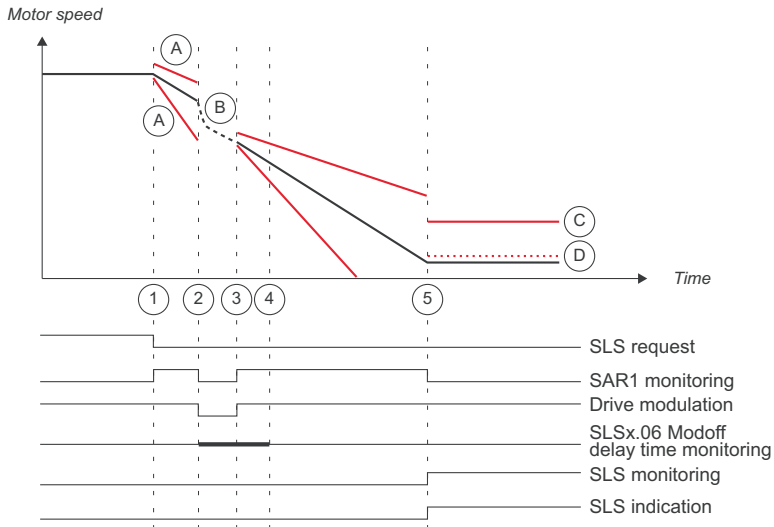 Motor speed
A
A
B
C
D
Time
1
2
3
4
5
SLS request
SAR1 monitoring
Drive modulation
SLSx.06 Modoff
delay time monitoring
SLS monitoring
SLS indication